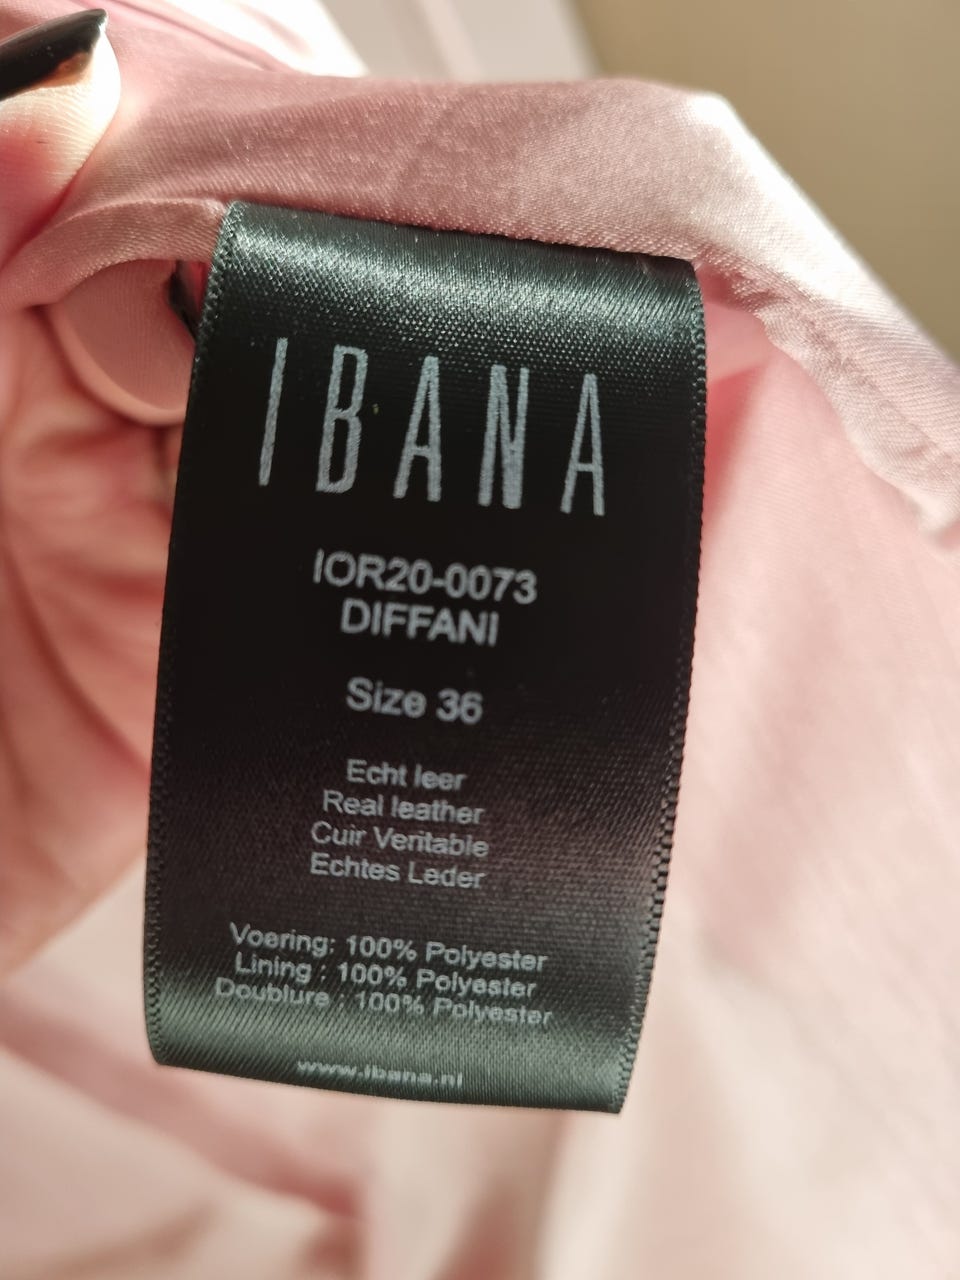 IBANA
IOR20-0073
DIFFANI
Size 36
Echt leer
Real leather
Cuir Veritable
Echtes Leder
Voering: 100% Polyester
Lining : 100% Polyester
Doublure : 100% Polyester
www.ibana.nl